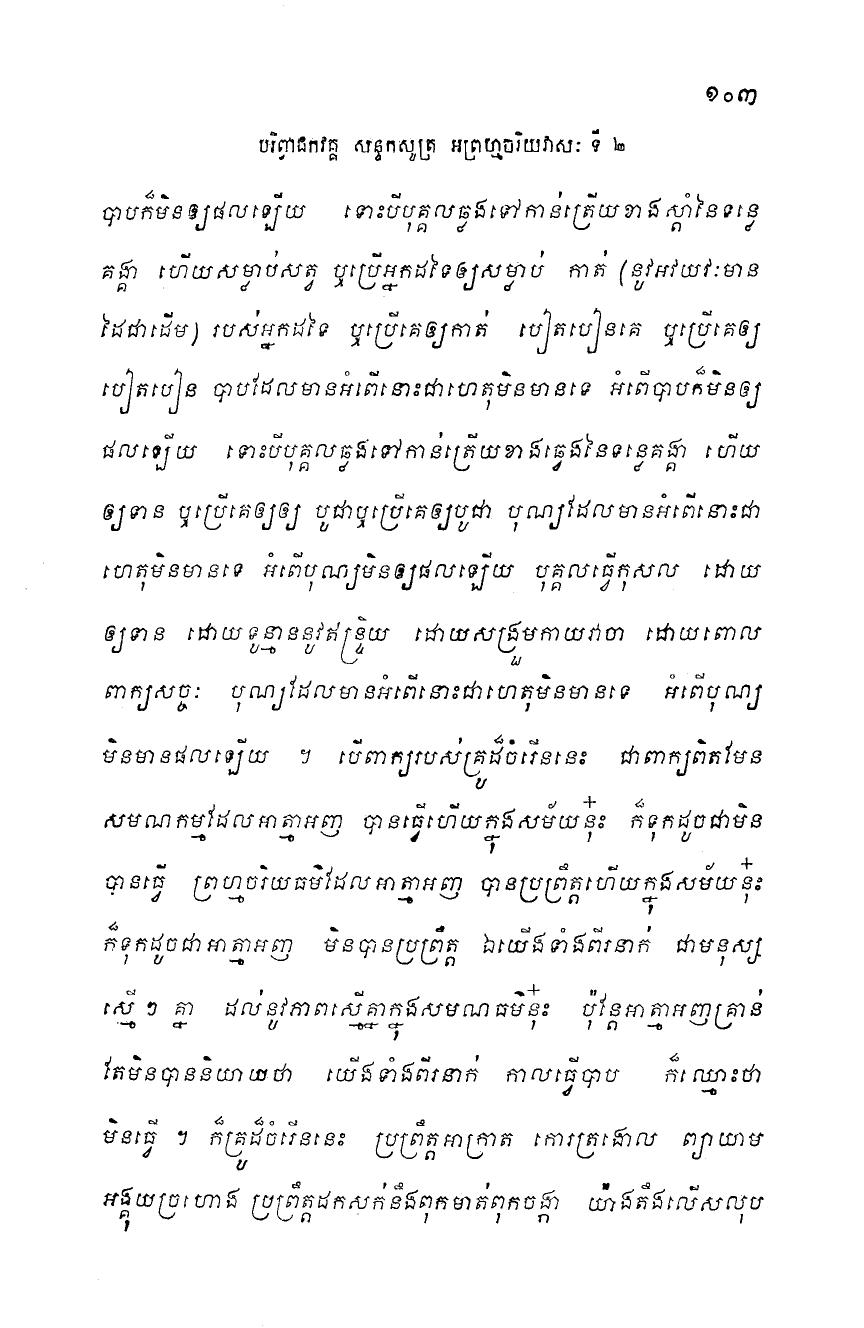 ១០៣
បរិព្វាជកវគ្គ សន្ទកសូត្រ អព្រហ្មចរិយវាសៈ ទី ២
បាបក៏មិនឲ្យផលឡើយ ទោះបីបុគ្គលឆ្លងទៅកាន់ត្រើយខាងស្តាំនៃទន្លេ
គង្គា ហើយសម្លាប់សត្វ ឬប្រើអ្នកដទៃឲ្យសម្លាប់ កាត់ (នូវអវយវៈមាន
ដៃជាដើម) របស់អ្នកដទៃ ឬប្រើគេឲ្យកាត់ បៀតបៀនគេ ឬប្រើគេឲ្យ
បៀតបៀន បាបដែលមានអំពើនោះជាហេតុមិនមានទេ អំពើបាបក៏មិនឲ្យ
ផលឡើយ ទោះបីបុគ្គលឆ្លងទៅកាន់ត្រើយខាងឆ្វេងនៃទន្លេគង្គា ហើយ
ឲ្យទាន ឬប្រើគេឲ្យឲ្យ បូជាឬប្រើគេឲ្យបូជា បុណ្យដែលមានអំពើនោះជា
ហេតុមិនមានទេ អំពើបុណ្យមិនឲ្យផលឡើយ បុគ្គលធ្វើកុសល ដោយ
ឲ្យទាន ដោយទូន្មាននូវឥន្ទ្រិយ ដោយសង្រួមកាយវាចា ដោយពោល
ពាក្យសច្ចៈ បុណ្យដែលមានអំពើនោះជាហេតុមិនមានទេ អំពើបុណ្យ
មិនមានផលឡើយ ។ បើពាក្យរបស់គ្រូដ៏ចំរើននេះ ជាពាក្យពិតមែន
សមណកម្មដែលអាត្មាអញ បានធ្វើហើយក្នុងសម័យនុ៎ះ ក៏ទុកដូចជាមិន
បានធ្វើ ព្រហ្មចរិយធម៌ដែលអាត្មាអញ បានប្រព្រឹត្តហើយក្នុងសម័យនុ៎ះ
ក៏ទុកដូចជាអាត្មាអញ មិនបានប្រព្រឹត្ត ឯយើងទាំងពីរនាក់ ជាមនុស្ស
ស្មើ ៗ គ្នា ដល់នូវភាពស្មើគ្នាក្នុងសមណធម៌នុ៎ះ ប៉ុន្តែអាត្មាអញគ្រាន់
តែមិនបាននិយាយថា យើងទាំងពីរនាក់ កាលធ្វើបាប ក៏ឈ្មោះថា
មិនធ្វើ ។ ក៏គ្រូដ៏ចំរើននេះ ប្រព្រឹត្តអាក្រាត កោរត្រងោល ព្យាយាម
អង្គុយច្រហោង ប្រព្រឹត្តដកសក់នឹងពុកមាត់ពុកចង្កា យ៉ាងតឹងលើសលុប